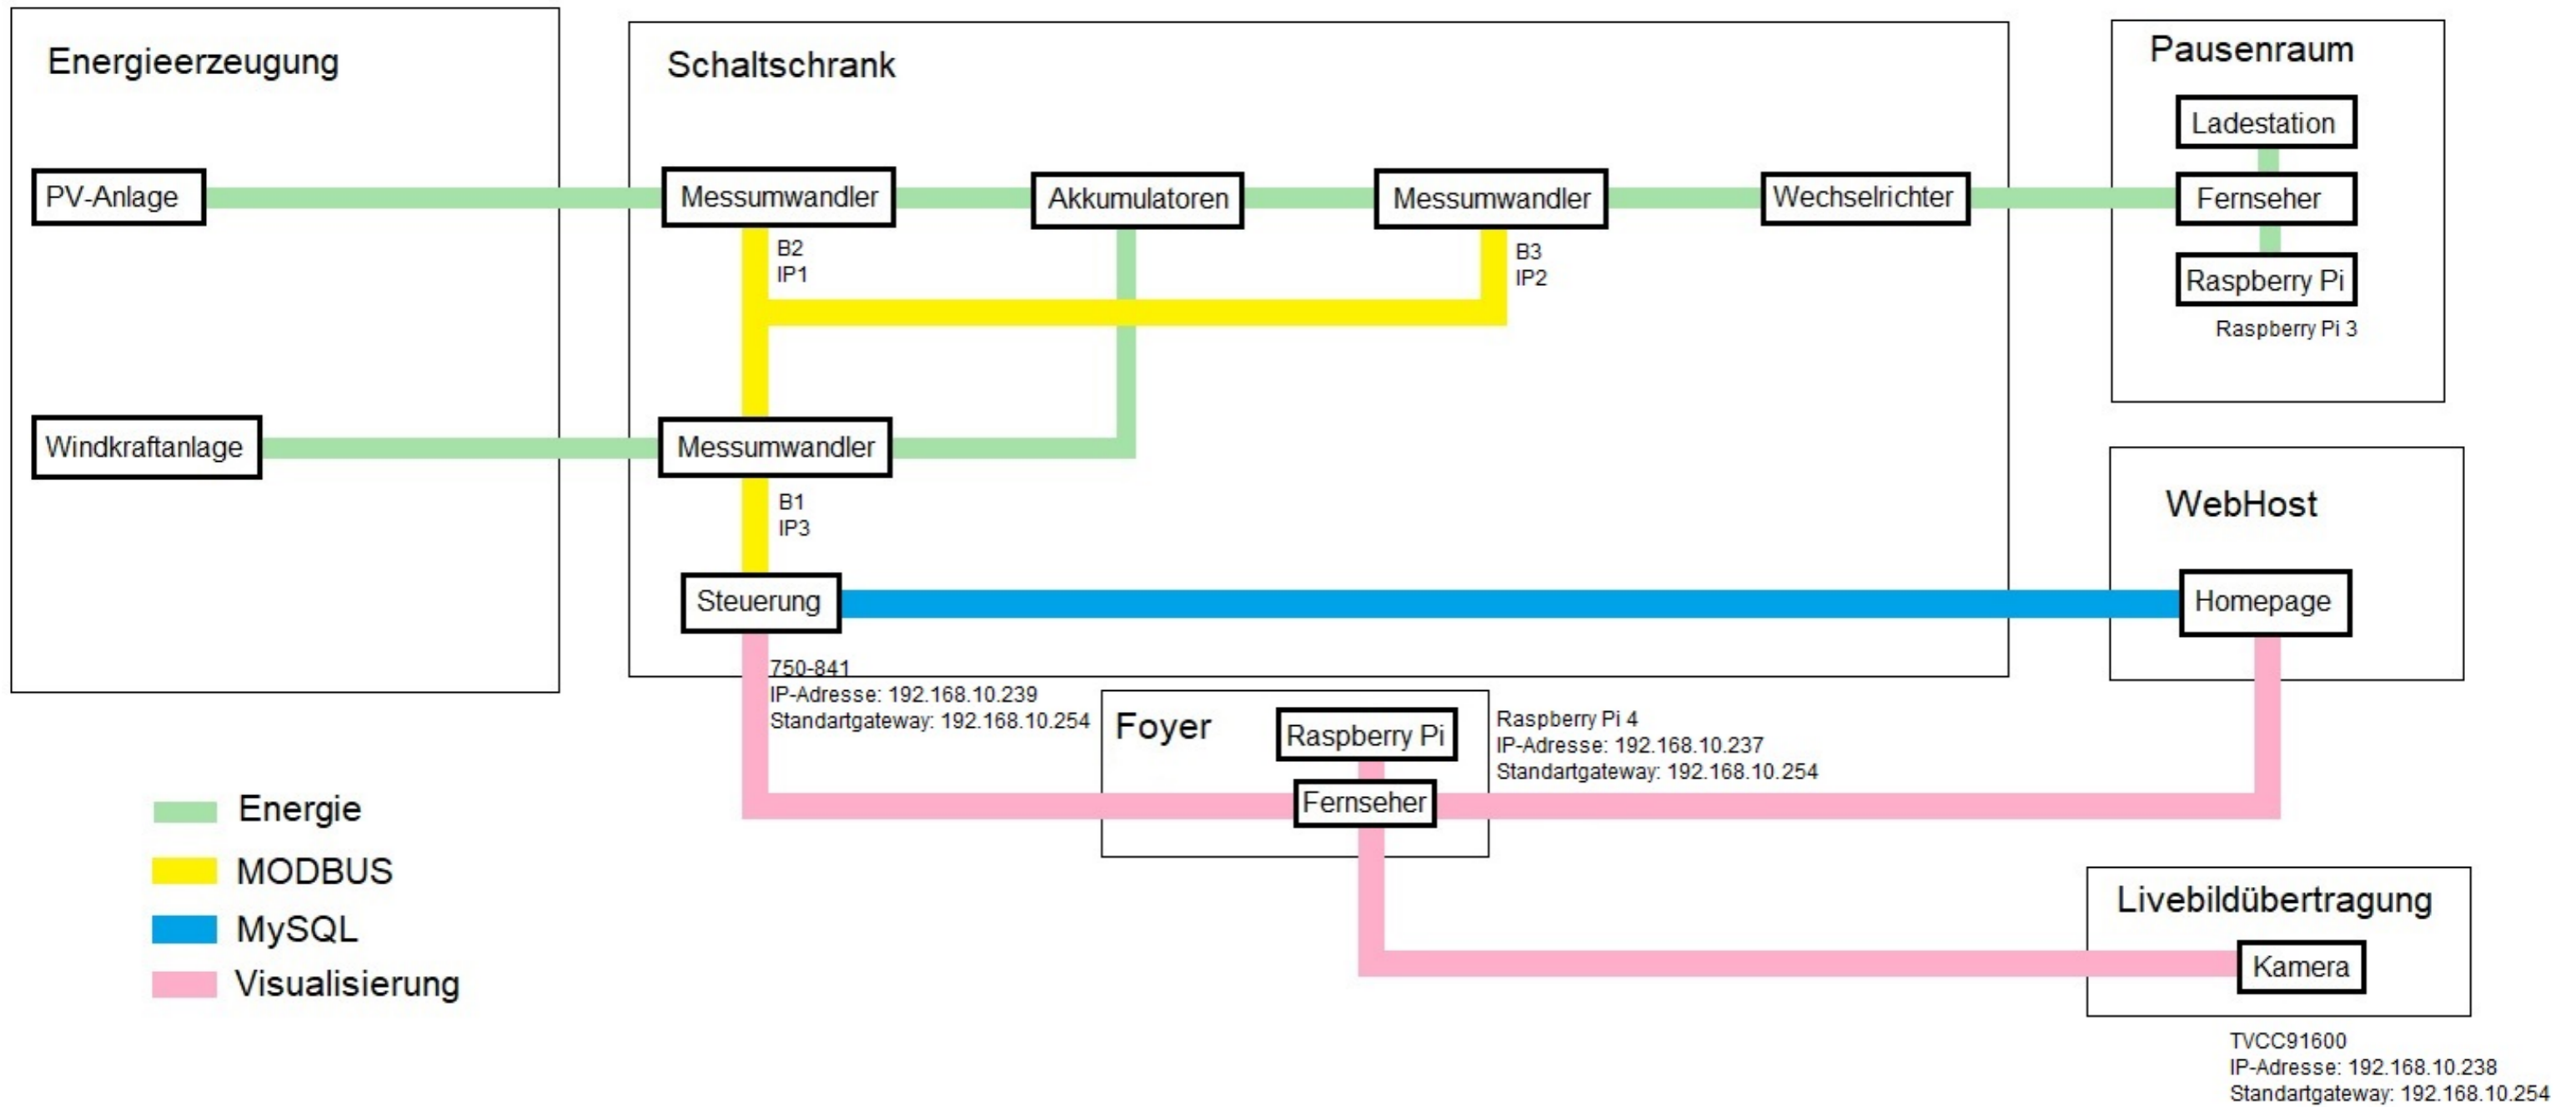 Energieerzeugung
PV-Anlage
Windkraftanlage
Schaltschrank
Messumwandler
B2
IP1
Akkumulatoren
Messumwandler
B3
IP2
Wechselrichter
Messumwandler
B1
IP3
Steuerung
750-841
IP-Adresse: 192.168.10.239
Standartgateway: 192.168.10.254
Pausenraum
Ladestation
Fernseher
Raspberry Pi
Raspberry Pi 3
WebHost
Homepage
Foyer
Raspberry Pi
Fernseher
Raspberry Pi 4
IP-Adresse: 192.168.10.237
Standartgateway: 192.168.10.254
Livebildübertragung
Kamera
TVCC91600
IP-Adresse: 192.168.10.238
Standartgateway: 192.168.10.254
Energie
MODBUS
MySQL
Visualisierung